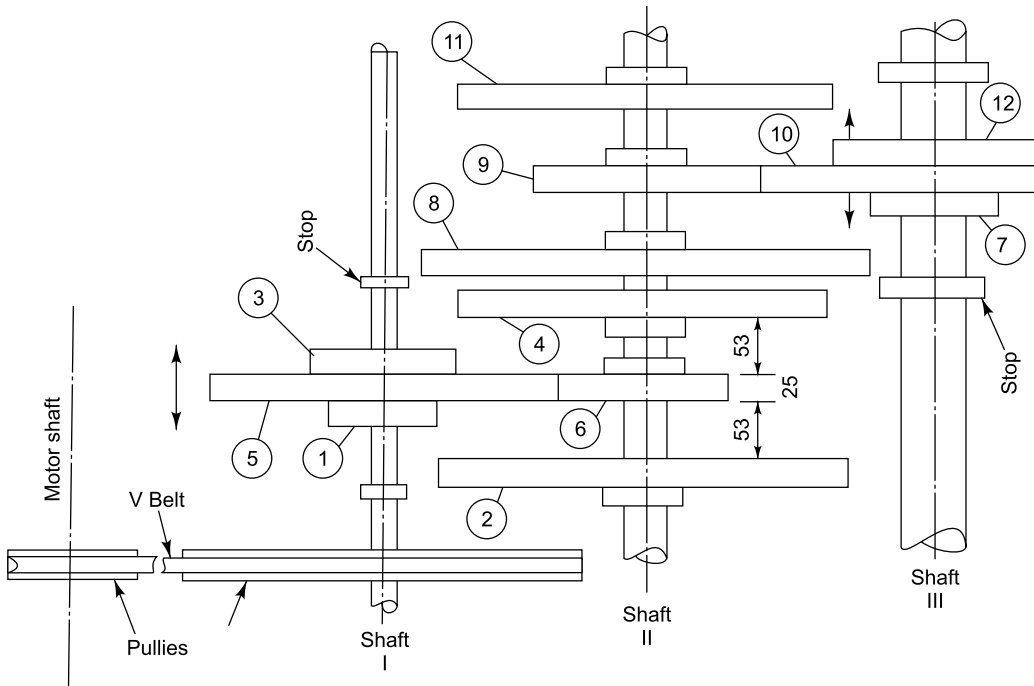 11
12
10
9
8
Stop
7
3
4
53
Stop
25
Motor shaft
6
5
1
53
V Belt
2
Shaft
III
Shaft
II
Pullies
Shaft
I